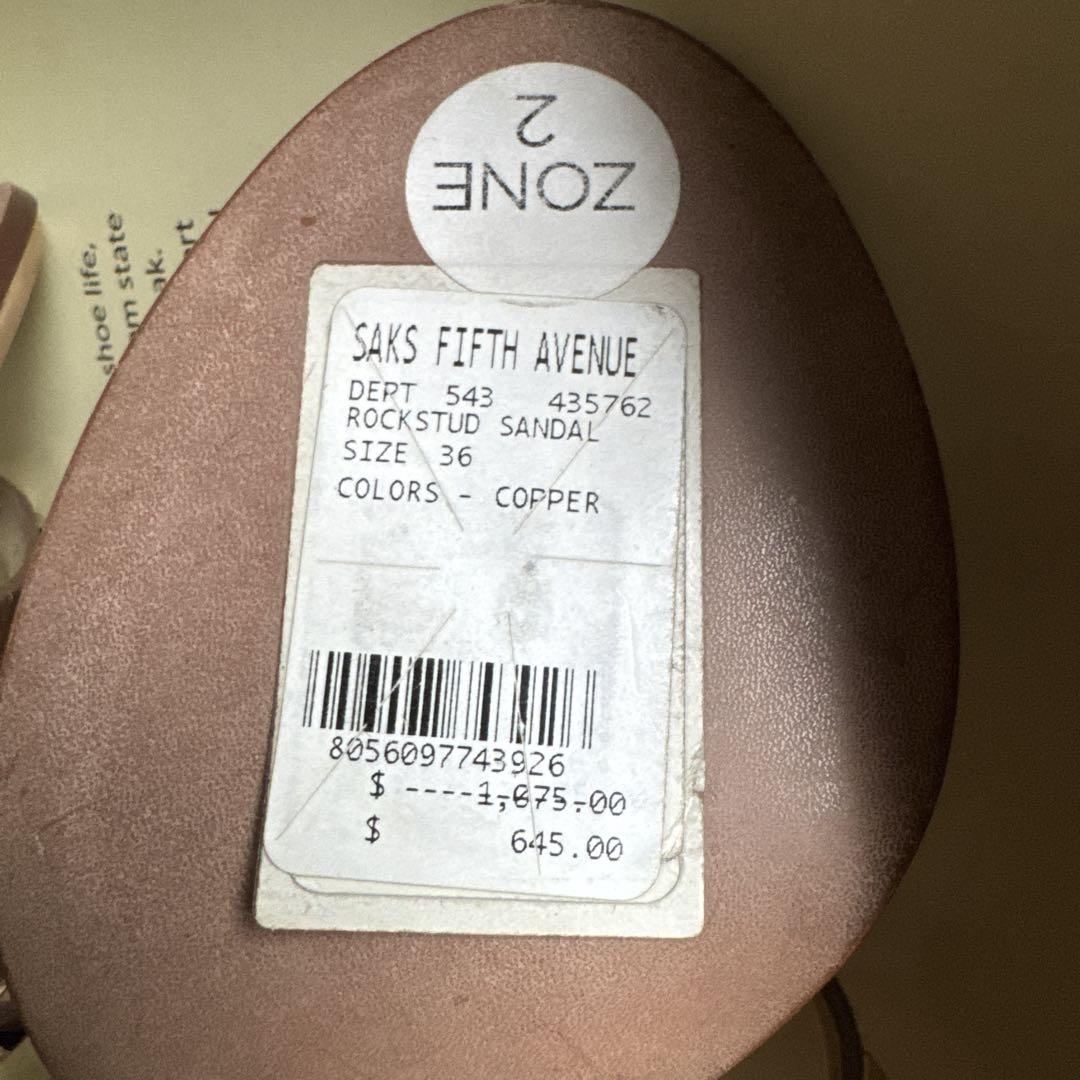 ZONE
2
SAKS FIFTH AVENUE
DEPT 543 435762
ROCKSTUD SANDAL
SIZE 36
COLORS - COPPER
8056097743926
$ ----1,075.00
$ 645.00
shoe life,
state